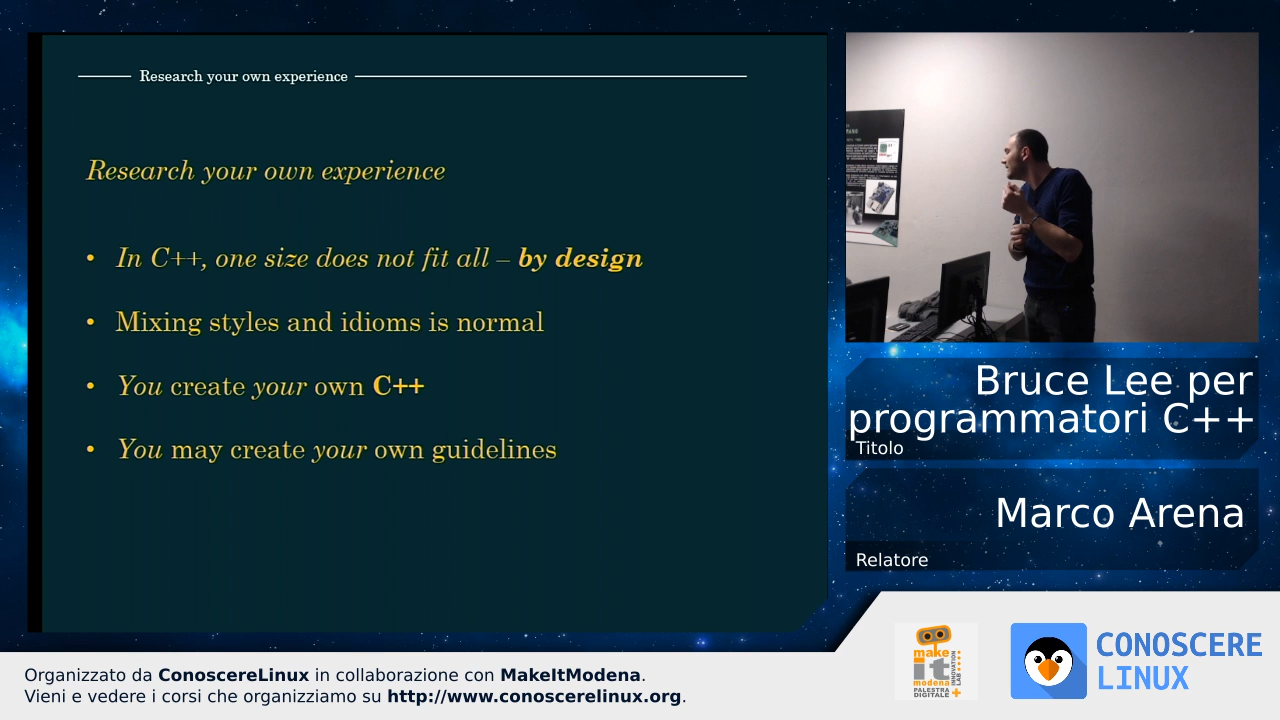 Research your own experience
Research your own experience
• In C++, one size does not fit all – by design
• Mixing styles and idioms is normal
• You create your own C++
• You may create your own guidelines
Bruce Lee per
programmatori C++
Titolo
Marco Arena
Relatore
make
it
modena
PALESTRA
DIGITALE
INNOVATION
LAB
CONOSCERE
LINUX
Organizzato da ConoscereLinux in collaborazione con MakeItModena.
Vieni e vedere i corsi che organizziamo su http://www.conoscerelinux.org.